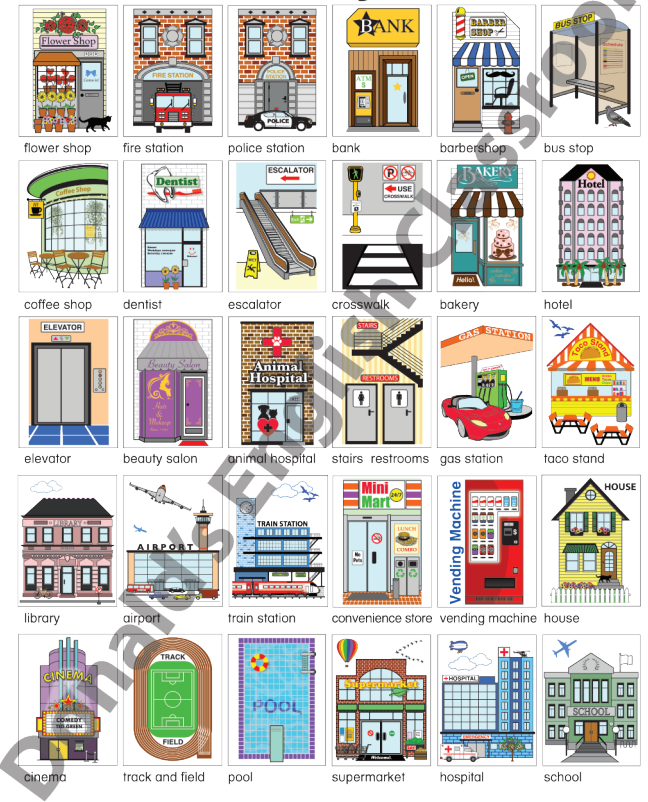 Donald's English Classroom
Flower Shop
FIRE STATION
POLICE STATION
POLICE
BANK
ATM
$
BARBER
SHOP
OPEN
BUS STOP
Schedule
flower shop
fire station
police station
bank
barbershop
bus stop
Coffee Shop
Dentist
ESCALATOR
WET
USE
CROSSWALK
BAKERY
Hello!
Hotel
coffee shop
dentist
escalator
crosswalk
bakery
hotel
ELEVATOR
Beauty Salon
Hair
&
Makeup
Animal
Hospital
STAIRS
RESTROOMS
GAS STATION
Taco Stand
MENU
elevator
beauty salon
animal hospital
stairs restrooms
gas station
taco stand
LIBRARY
AIRPORT
TRAIN STATION
Mini
Mart
24/7
No
Pets
LUNCH
COMBO
Vending Machine
HOUSE
library
airport
train station
convenience store
vending machine
house
CINEMA
COMEDY
TRACK
FIELD
POOL
Supermarket
Welcome!
HOSPITAL
EMERGENCY
SCHOOL
cinema
track and field
pool
supermarket
hospital
school